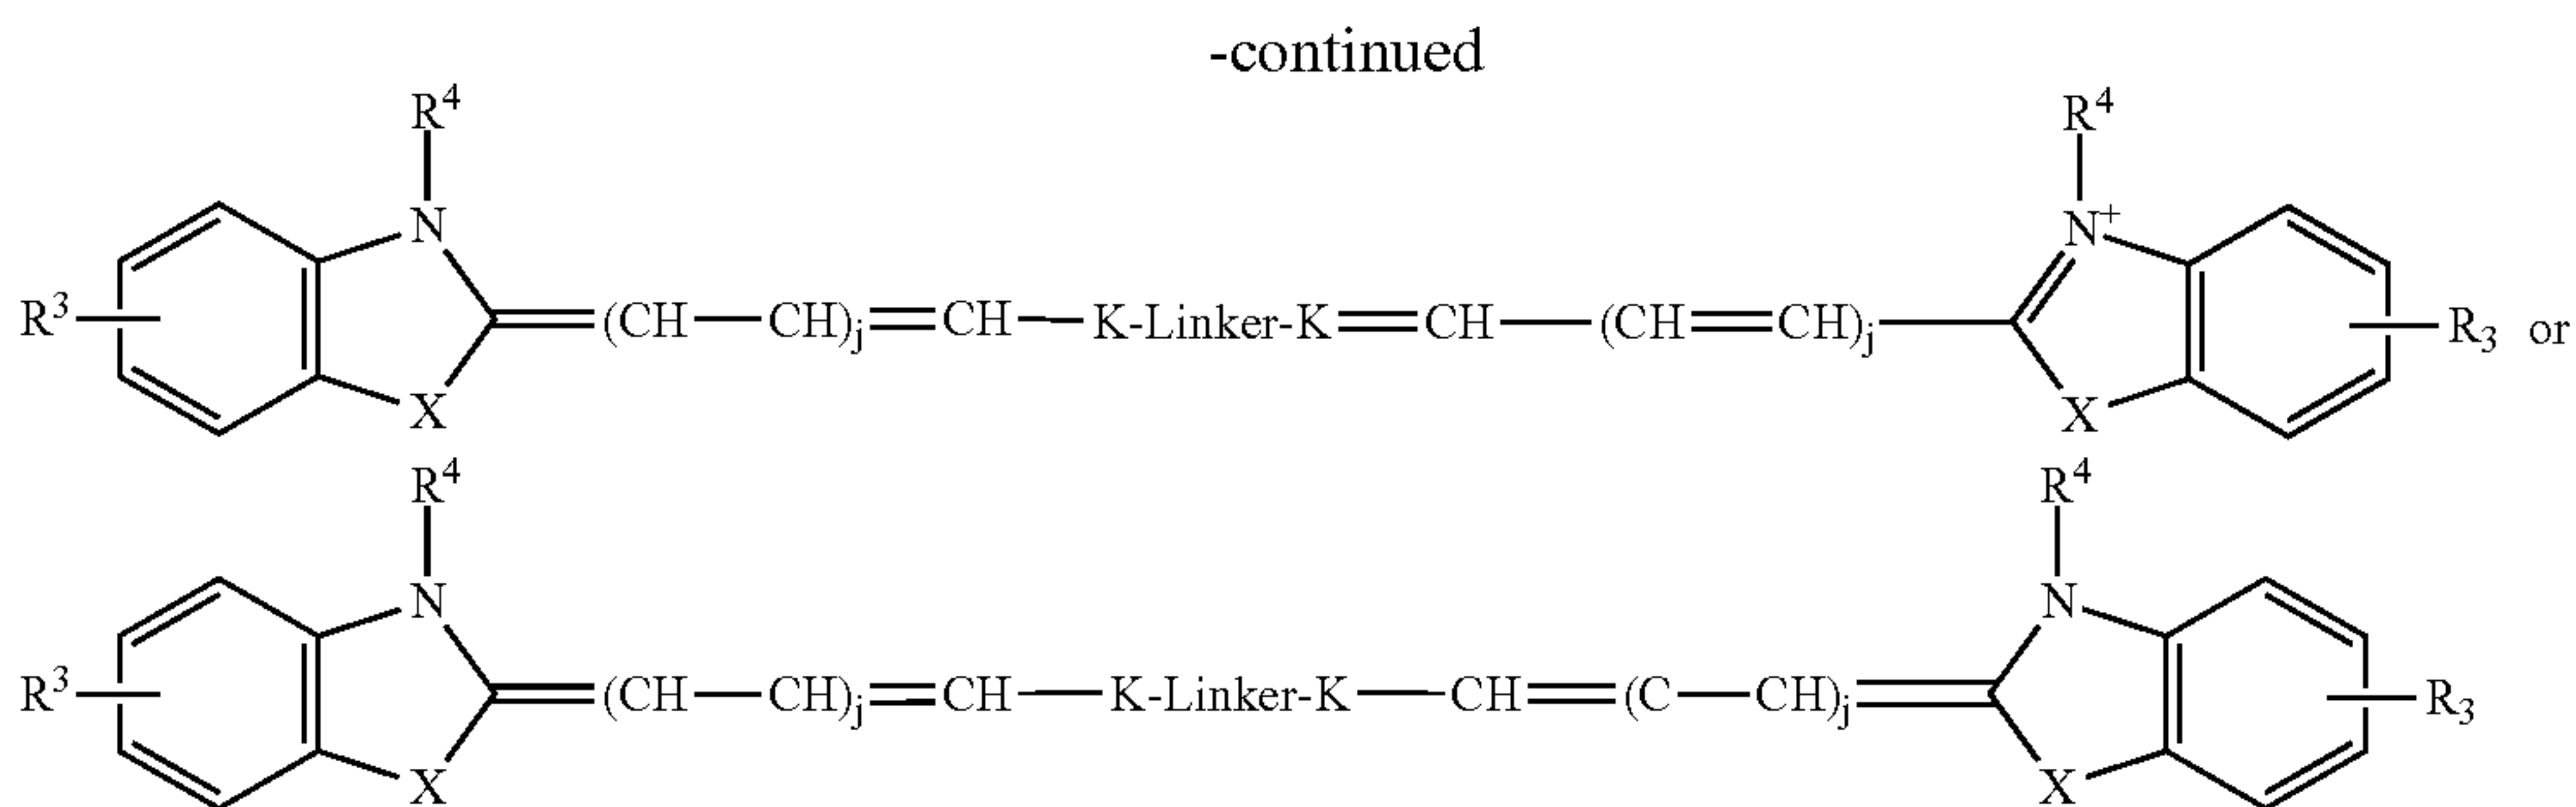 -continued
R⁴ R⁴
N N⁺
R³ (CH CH)ⱼ CH K-Linker-K CH (CH CH)ⱼ R₃ or
X X
R⁴ R⁴
N N
R³ (CH CH)ⱼ CH K-Linker-K CH (C CH)ⱼ R₃
X X